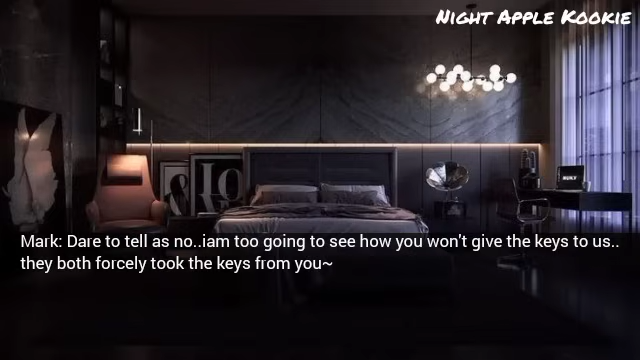 Night Apple Kookie
Mark: Dare to tell as no..iam too going to see how you won't give the keys to us..
they both forcely took the keys from you~